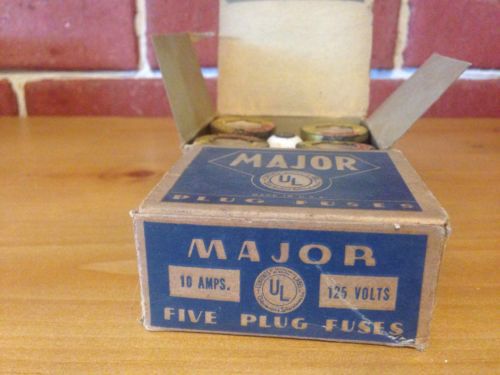 MAJOR
UL
PLUG FUSES
MAJOR
10 AMPS.
UL
125 VOLTS
FIVE PLUG FUSES